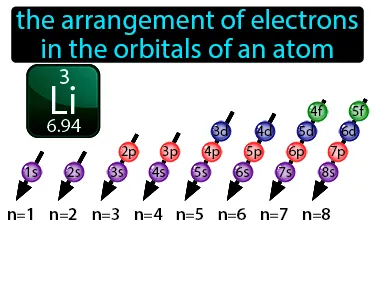 the arrangement of electrons
in the orbitals of an atom
3
Li
6.94
4f 5f
3d 4d 5d 6d
2p 3p 4p 5p 6p 7p
1s 2s 3s 4s 5s 6s 7s 8s
n=1 n=2 n=3 n=4 n=5 n=6 n=7 n=8